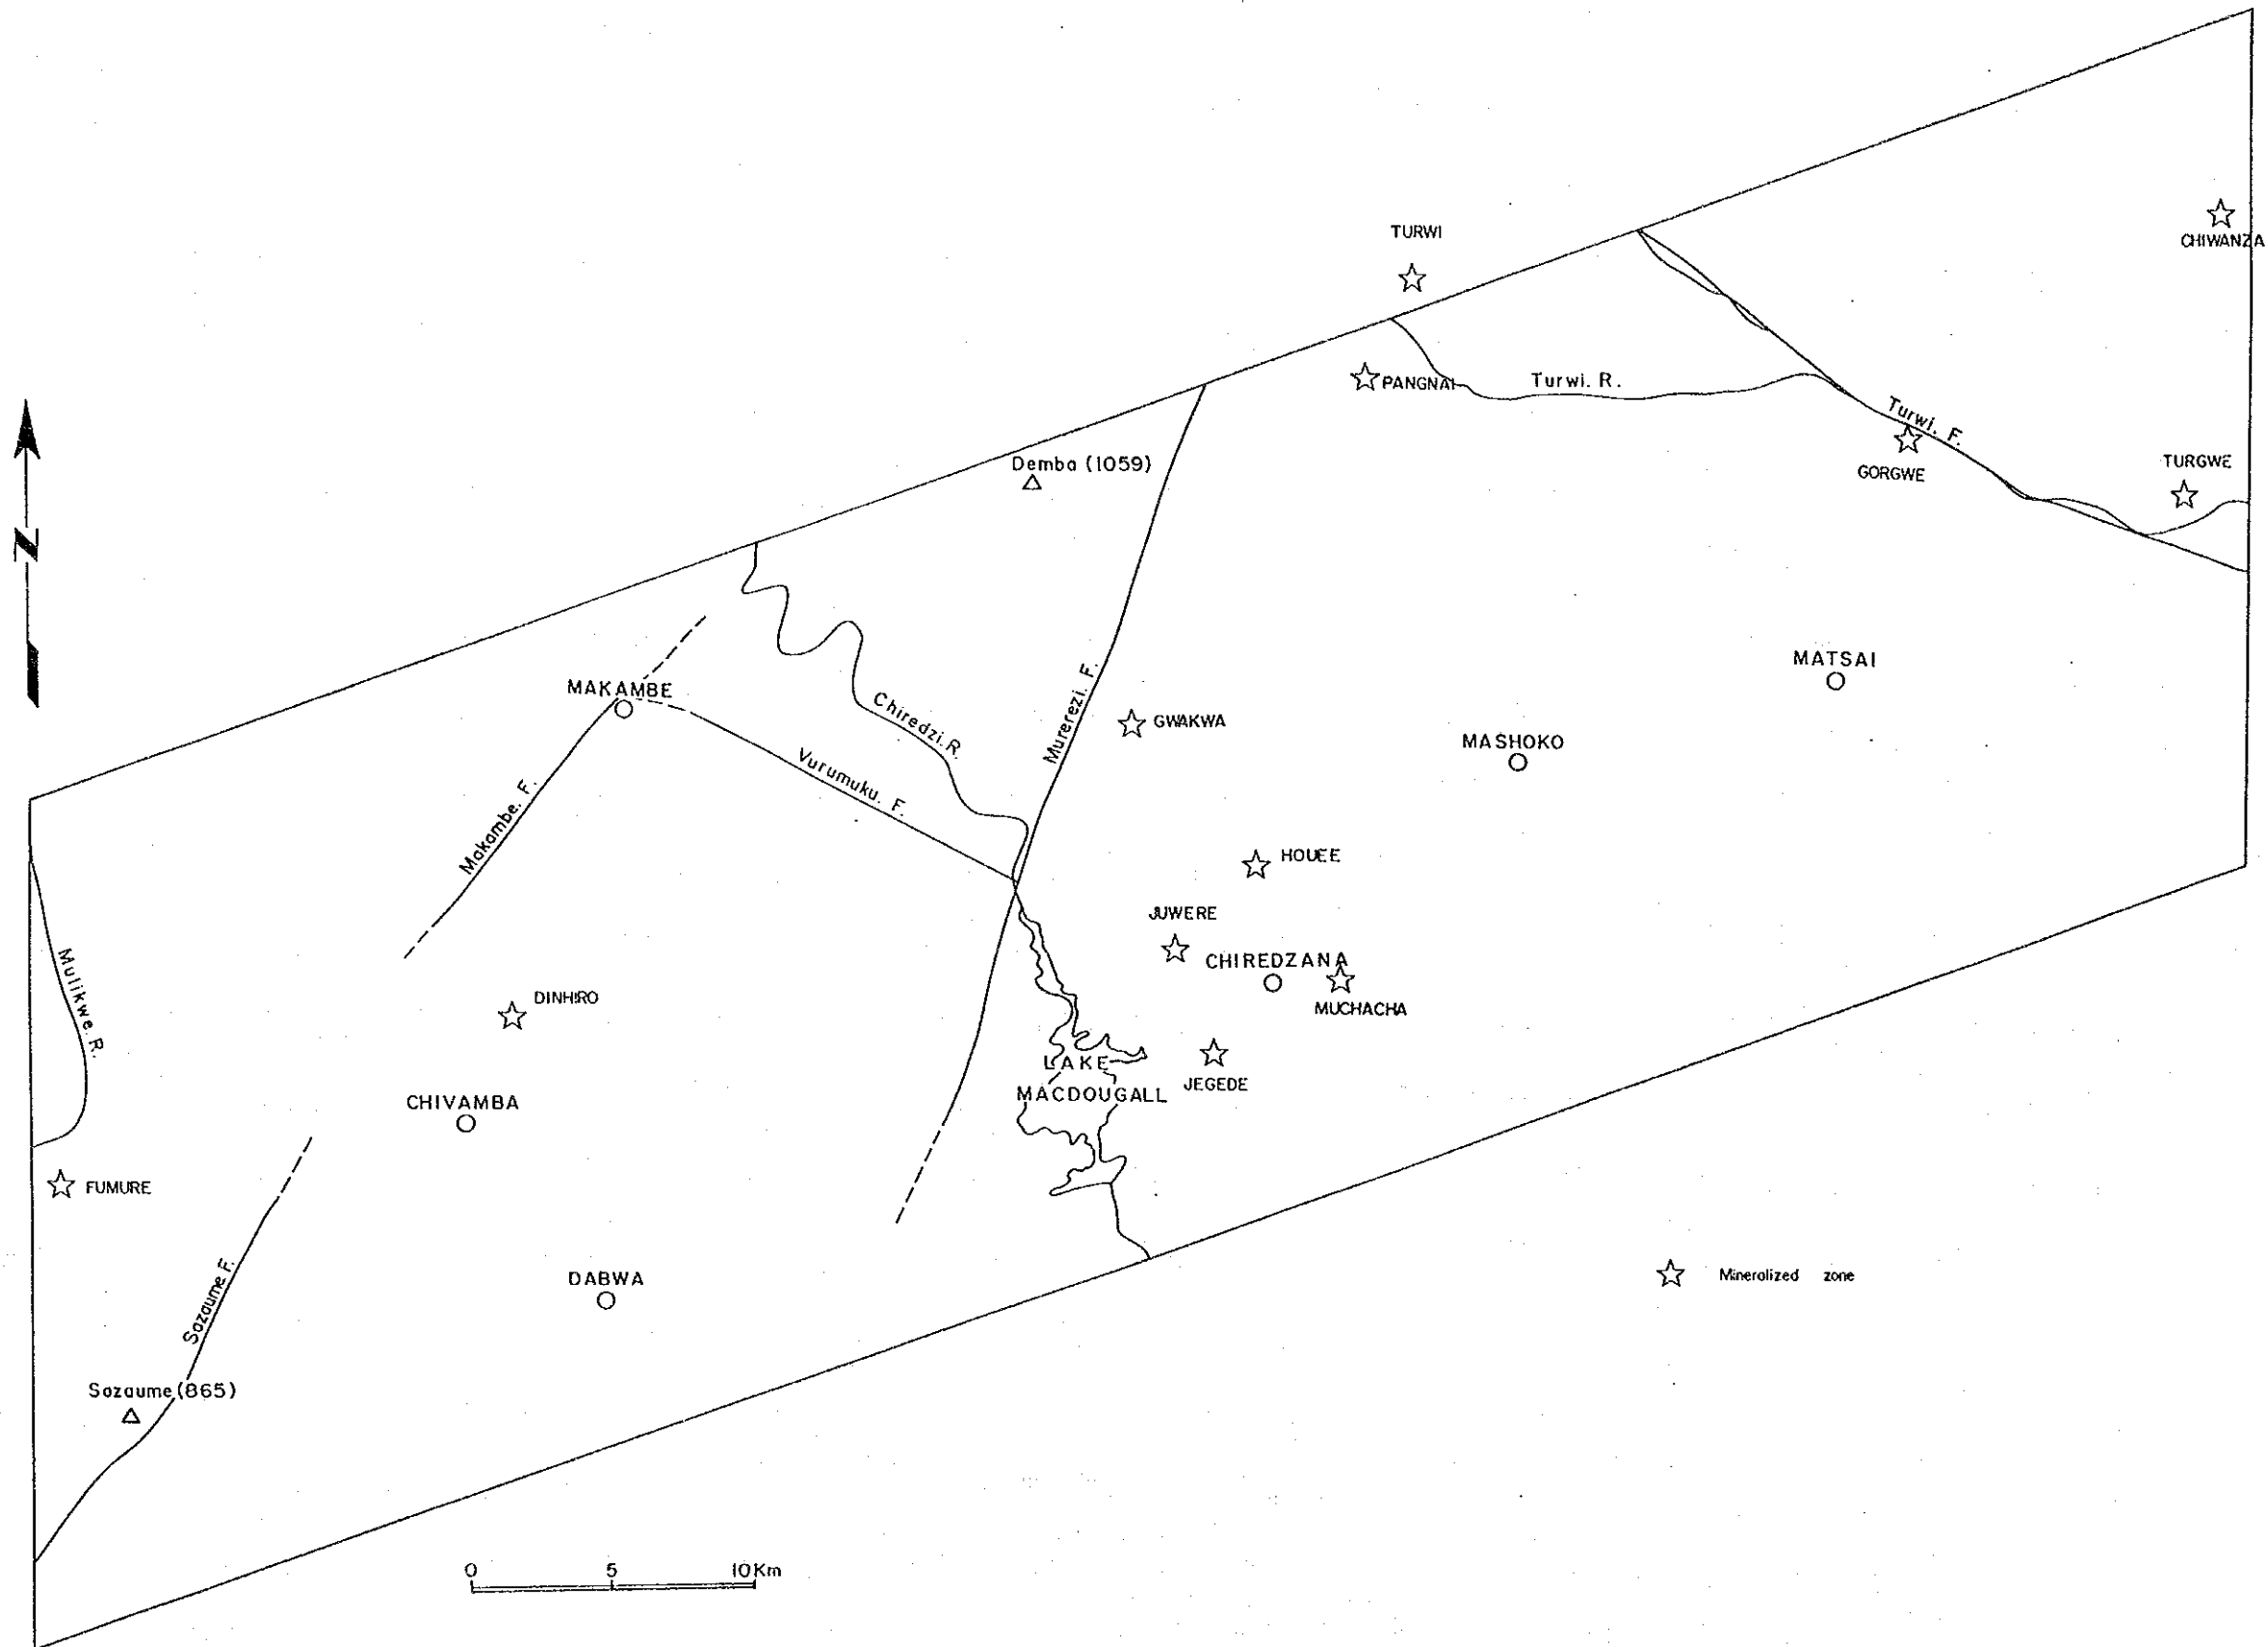 TURWI
CHIWANZA
PANGNAI
Turwi. R.
Turwi. F.
GORGWE
TURGWE
Demba (1059)
N
MATSAI
MAKAMBE
Chiredzi. R.
Murerezi. F.
GWAKWA
MASHOKO
Vurumuku. F.
Makambe. F.
HOUEE
JUWERE
CHIREDZANA
MUCHACHA
Mulikwe. R.
DINHIRO
LAKE
MACDOUGALL
JEGEDE
CHIVAMBA
FUMURE
Sozaume F.
DABWA
Mineralized zone
Sozaume (865)
0 5 10Km